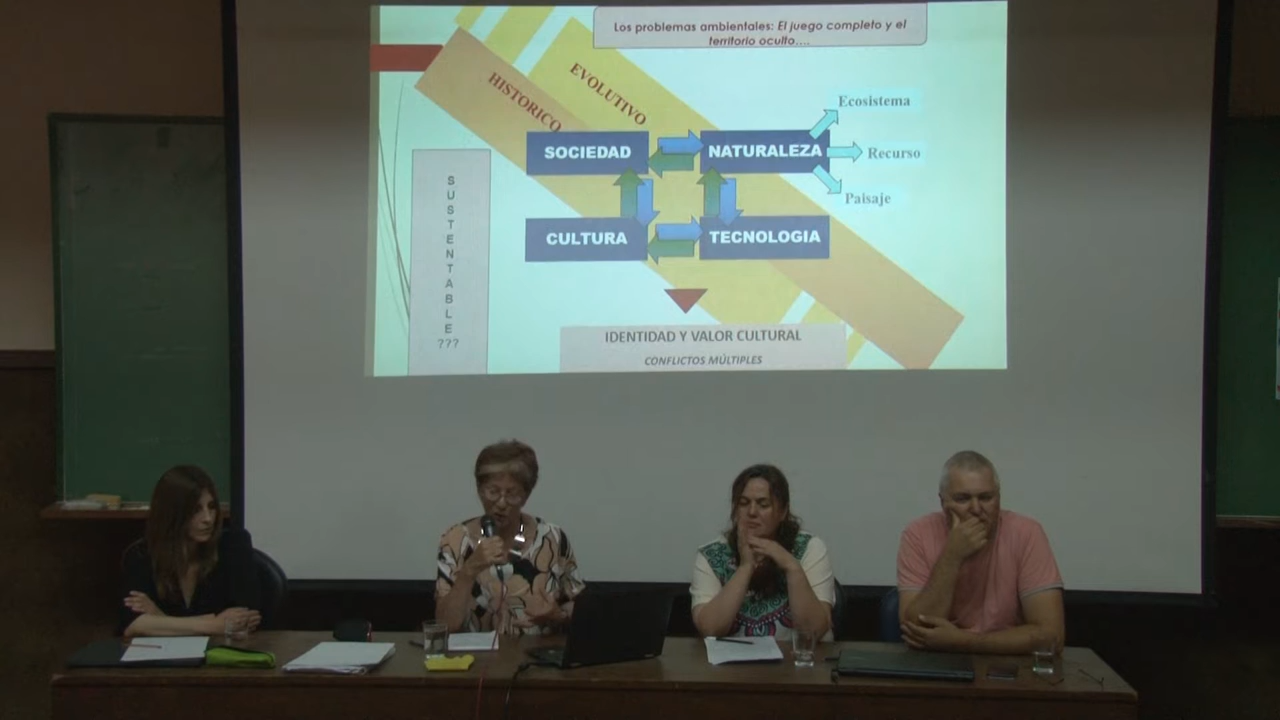 Los problemas ambientales: El juego completo y el
territorio oculto....
EVOLUTIVO
HISTORICO
Ecosistema
SOCIEDAD
NATURALEZA
Recurso
Paisaje
CULTURA
TECNOLOGIA
SUSTENTABLE
???
IDENTIDAD Y VALOR CULTURAL
CONFLICTOS MÚLTIPLES